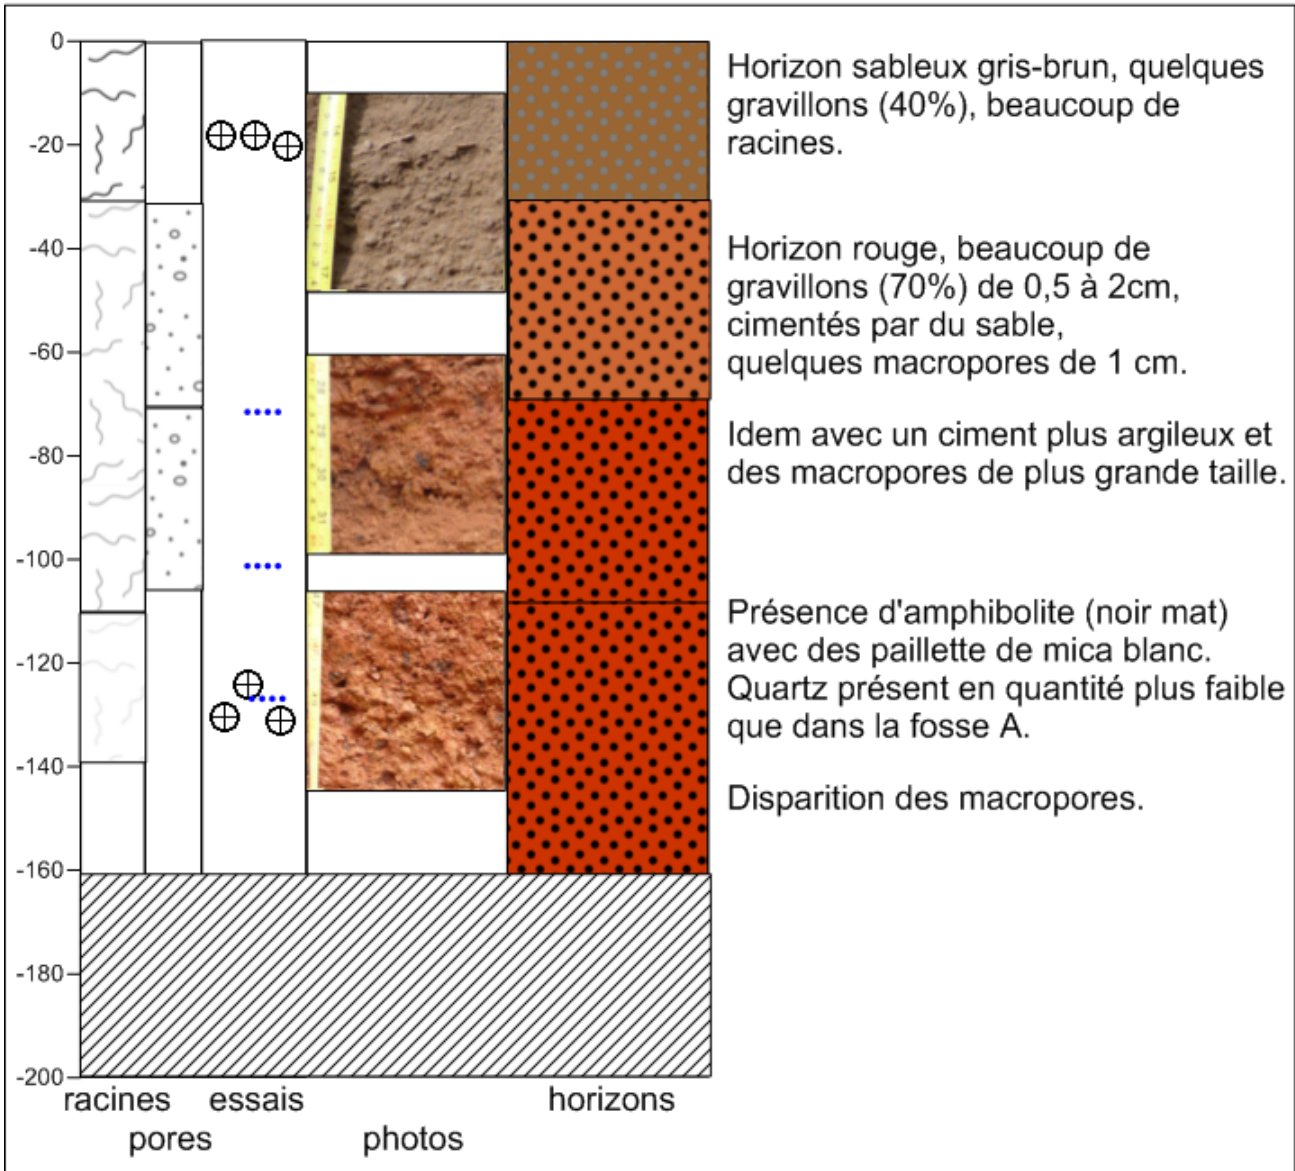 0
-20
-40
-60
-80
-100
-120
-140
-160
-180
-200
Horizon sableux gris-brun, quelques
gravillons (40%), beaucoup de
racines.
Horizon rouge, beaucoup de
gravillons (70%) de 0,5 à 2cm,
cimentés par du sable,
quelques macropores de 1 cm.
Idem avec un ciment plus argileux et
des macropores de plus grande taille.
Présence d'amphibolite (noir mat)
avec des paillette de mica blanc.
Quartz présent en quantité plus faible
que dans la fosse A.
Disparition des macropores.
racines essais horizons
pores photos